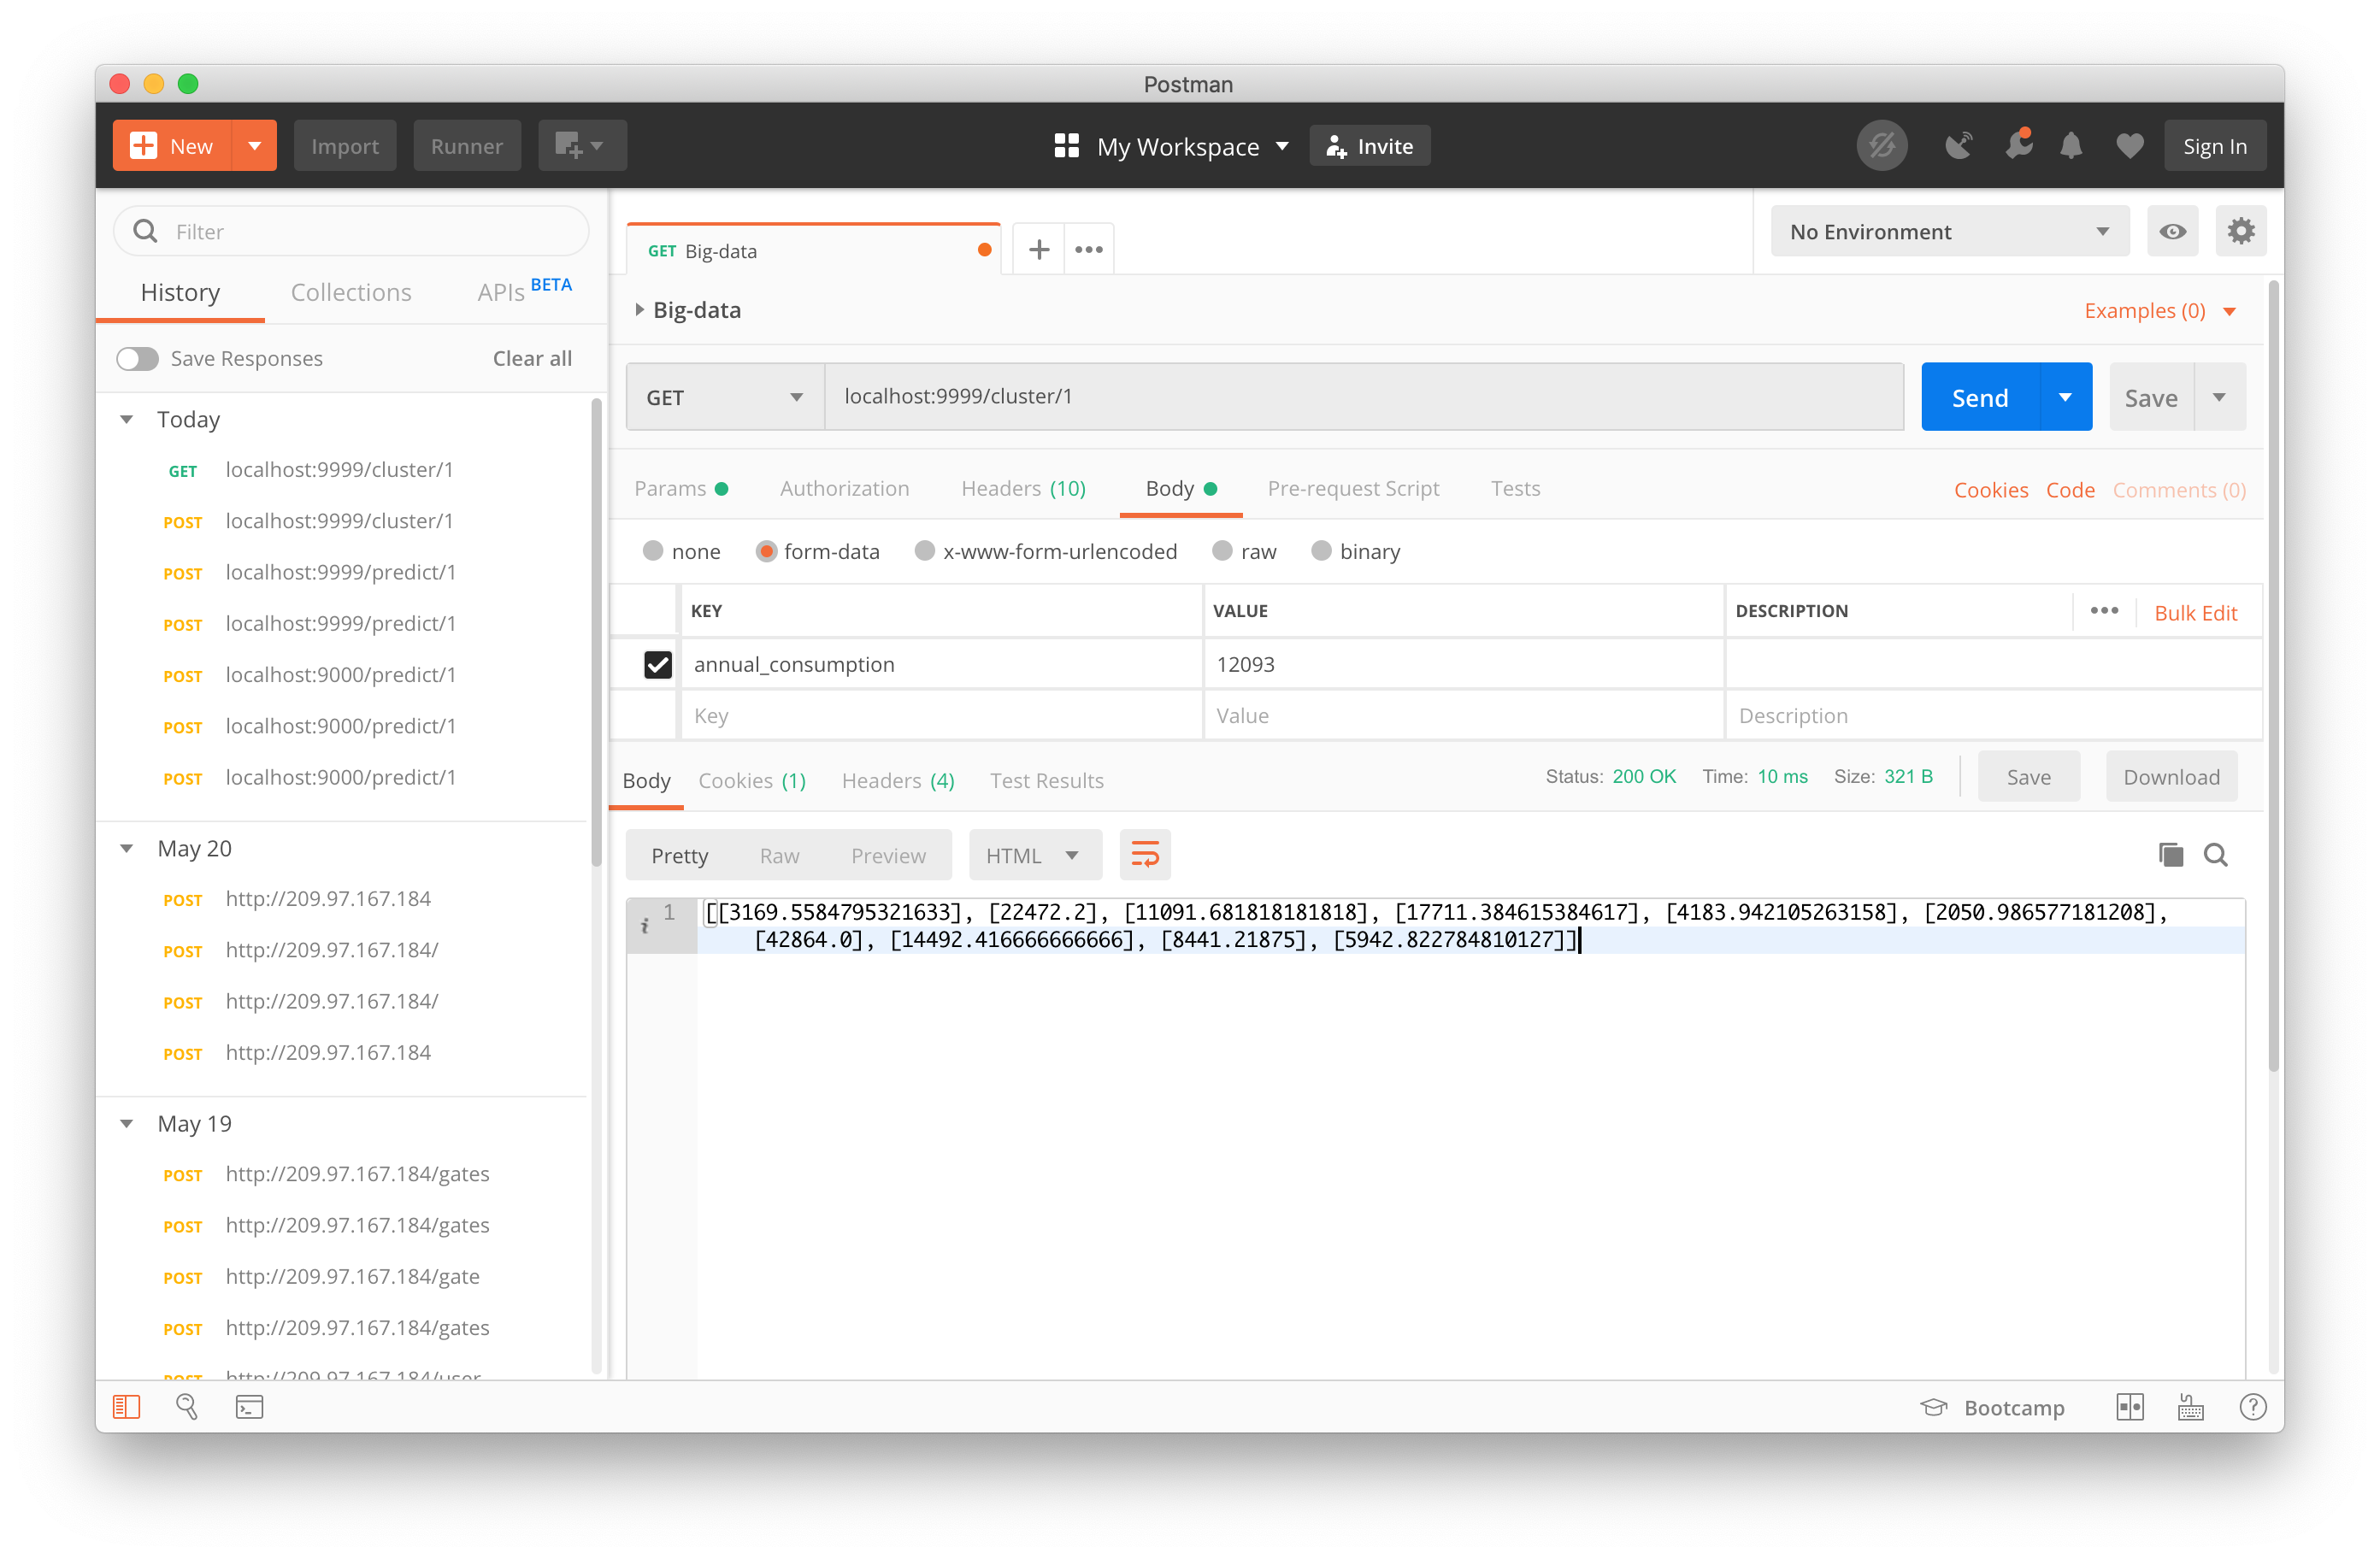 Postman
New Import Runner My Workspace Invite Sign In
Filter
History Collections APIs BETA
Save Responses Clear all
Today
GET localhost:9999/cluster/1
POST localhost:9999/cluster/1
POST localhost:9999/predict/1
POST localhost:9999/predict/1
POST localhost:9000/predict/1
POST localhost:9000/predict/1
POST localhost:9000/predict/1
May 20
POST http://209.97.167.184
POST http://209.97.167.184/
POST http://209.97.167.184/
POST http://209.97.167.184
May 19
POST http://209.97.167.184/gates
POST http://209.97.167.184/gates
POST http://209.97.167.184/gate
POST http://209.97.167.184/gates
POST http://209.97.167.184/user
GET Big-data
No Environment
Big-data
Examples (0)
GET localhost:9999/cluster/1 Send Save
Params Authorization Headers (10) Body Pre-request Script Tests Cookies Code Comments (0)
none form-data x-www-form-urlencoded raw binary
KEY VALUE DESCRIPTION Bulk Edit
annual_consumption 12093
Key Value Description
Body Cookies (1) Headers (4) Test Results Status: 200 OK Time: 10 ms Size: 321 B Save Download
Pretty Raw Preview HTML
1 [[3169.5584795321633], [22472.2], [11091.681818181818], [17711.384615384617], [4183.942105263158], [2050.986577181208],
[42864.0], [14492.416666666666], [8441.21875], [5942.822784810127]]
Bootcamp